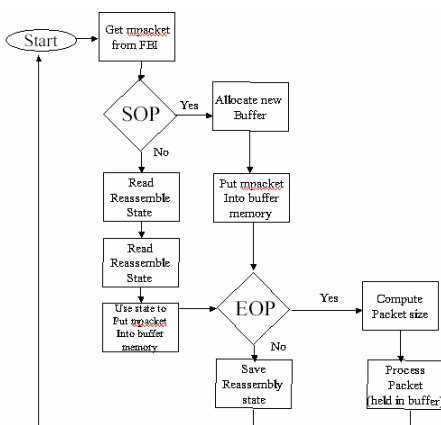 Start
Get mpacket
from FBI
SOP
Yes
No
Allocate new
Buffer
Read
Reassemble
State
Put mpacket
Into buffer
memory
Read
Reassemble
State
Use state to
Put mpacket
Into buffer
memory
EOP
Yes
No
Compute
Packet size
Save
Reassembly
state
Process
Packet
(held in buffer)